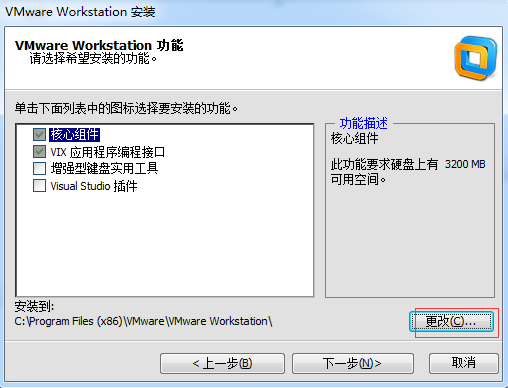 VMware Workstation 安装
VMware Workstation 功能
请选择希望安装的功能。
单击下面列表中的图标选择要安装的功能。
核心组件
VIX 应用程序编程接口
增强型键盘实用工具
Visual Studio 插件
功能描述
核心组件
此功能要求硬盘上有 3200 MB
可用空间。
安装到:
C:\Program Files (x86)\VMware\VMware Workstation\
更改(C)...
< 上一步(B)
下一步(N)>
取消